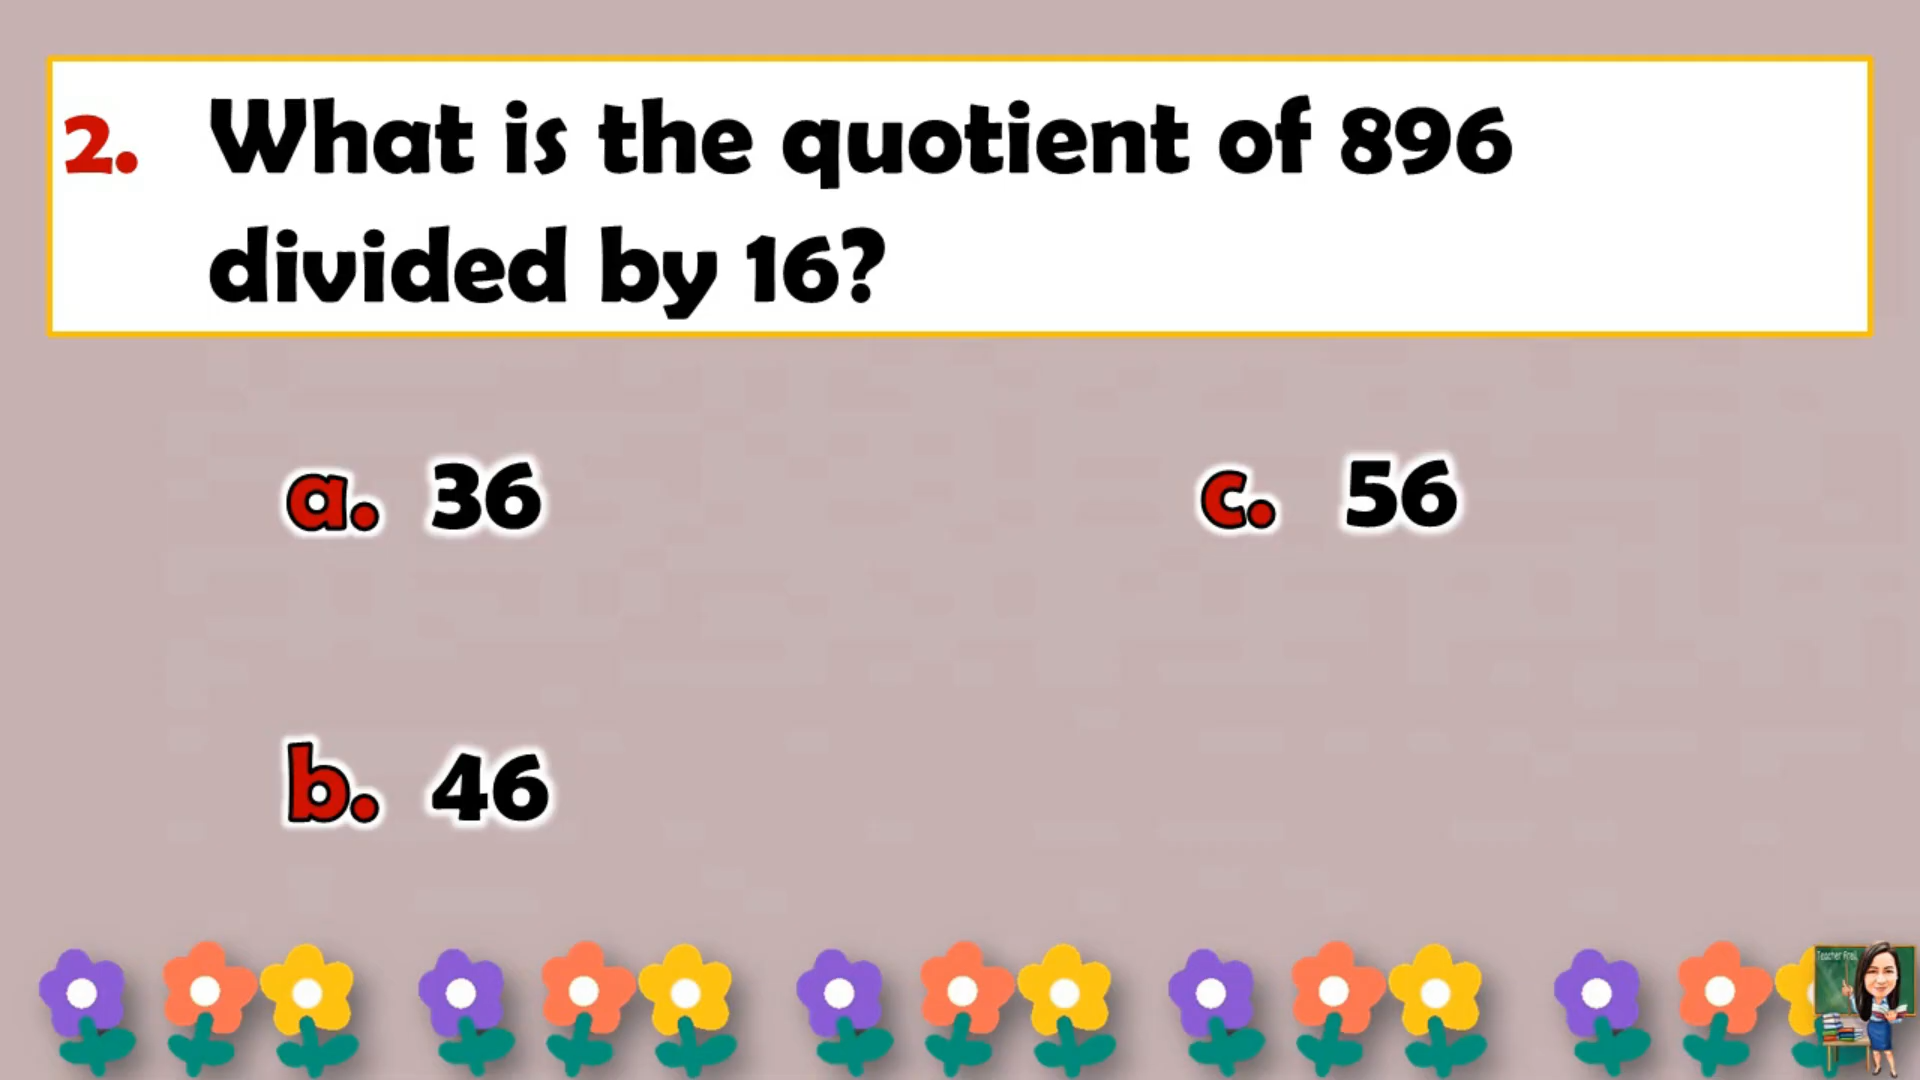 2. What is the quotient of 896
divided by 16?
a. 36
c. 56
b. 46